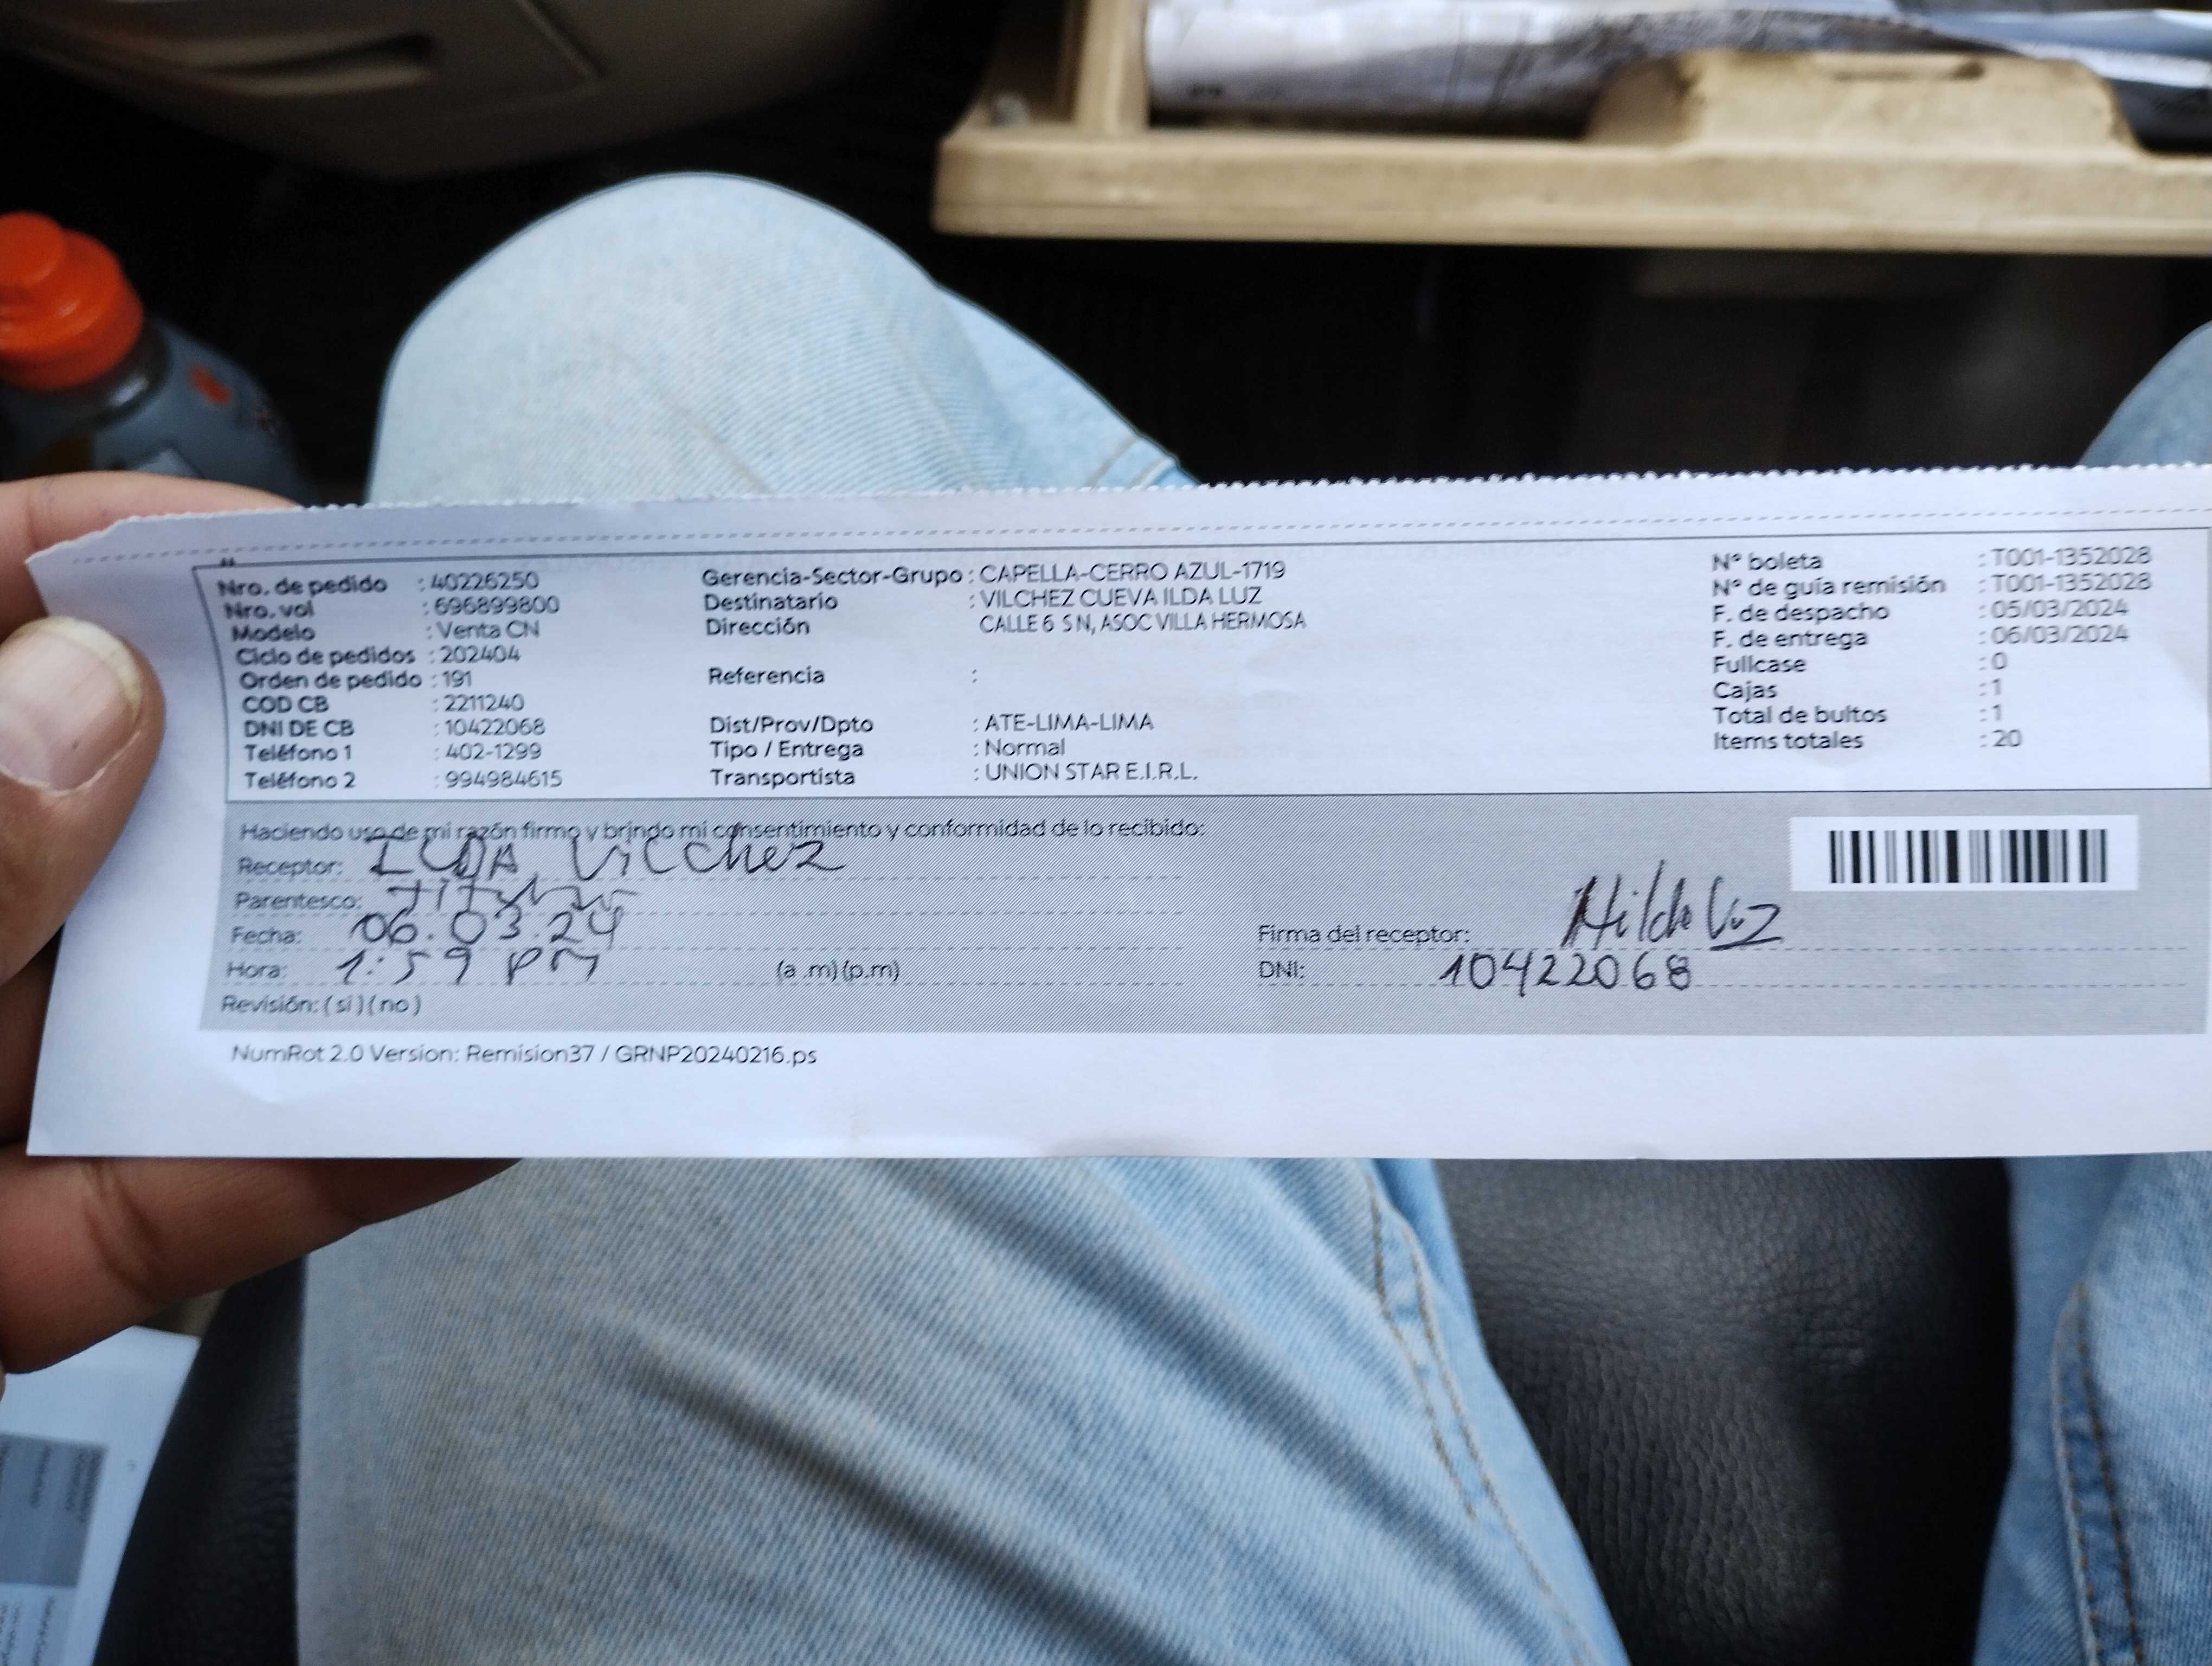 Nro. de pedido : 40226250
Nro. vol : 696899800
Modelo : Venta CN
Ciclo de pedidos : 202404
Orden de pedido : 191
COD CB : 2211240
DNI DE CB : 10422068
Teléfono 1 : 402-1299
Teléfono 2 : 994984615
Gerencia-Sector-Grupo : CAPELLA-CERRO AZUL-1719
Destinatario : VILCHEZ CUEVA ILDA LUZ
Dirección CALLE 6 S N, ASOC VILLA HERMOSA
Referencia :
Dist/Prov/Dpto : ATE-LIMA-LIMA
Tipo / Entrega : Normal
Transportista : UNION STAR E.I.R.L.
N° boleta : T001-1352028
N° de guía remisión : T001-1352028
F. de despacho : 05/03/2024
F. de entrega : 06/03/2024
Fullcase : 0
Cajas : 1
Total de bultos : 1
Items totales : 20
Haciendo uso de mi razón firmo y brindo mi consentimiento y conformidad de lo recibido:
Receptor: ILDA Vilchez
Parentesco:
Fecha: 06.03.24
Hora: 1:59 PM (a .m)(p.m)
Revisión: ( si ) ( no )
Firma del receptor: Hilda Luz
DNI: 10422068
NumRot 2.0 Version: Remision37 / GRNP20240216.ps